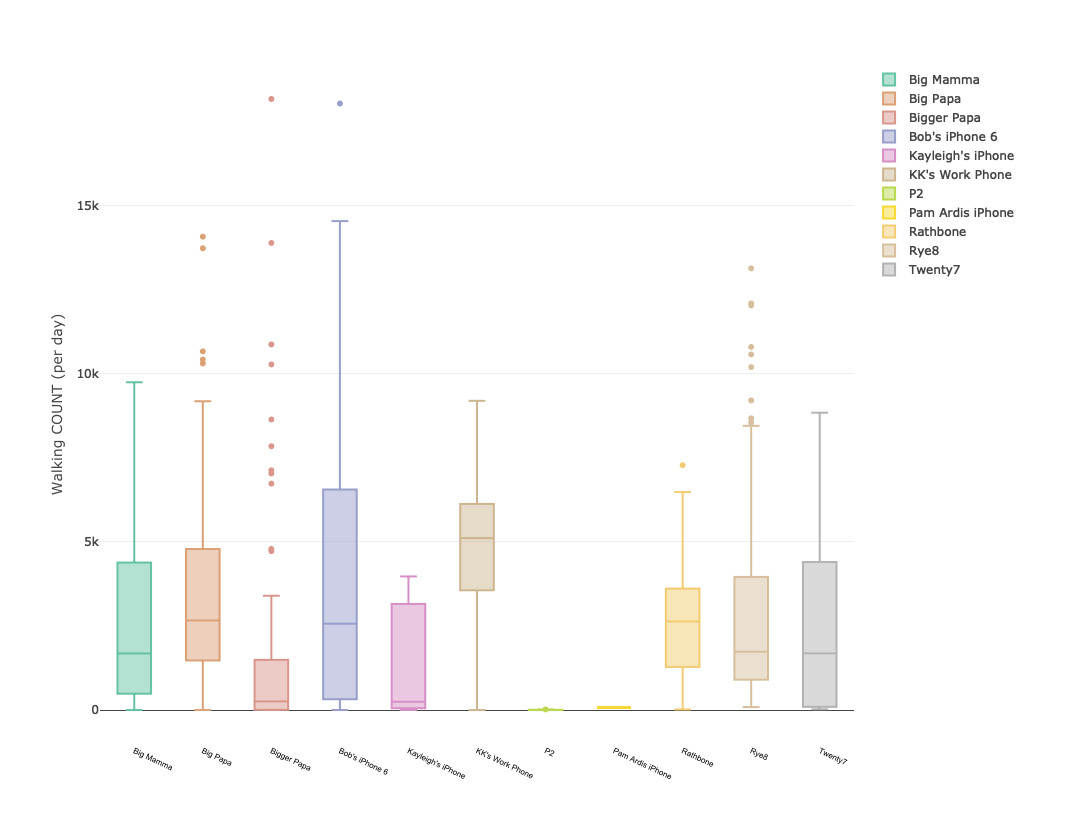 Big Mamma
Big Papa
Bigger Papa
Bob's iPhone 6
Kayleigh's iPhone
KK's Work Phone
P2
Pam Ardis iPhone
Rathbone
Rye8
Twenty7
15k
10k
5k
0
Walking COUNT (per day)
Big Mamma
Big Papa
Bigger Papa
Bob's iPhone 6
Kayleigh's iPhone
KK's Work Phone
P2
Pam Ardis iPhone
Rathbone
Rye8
Twenty7